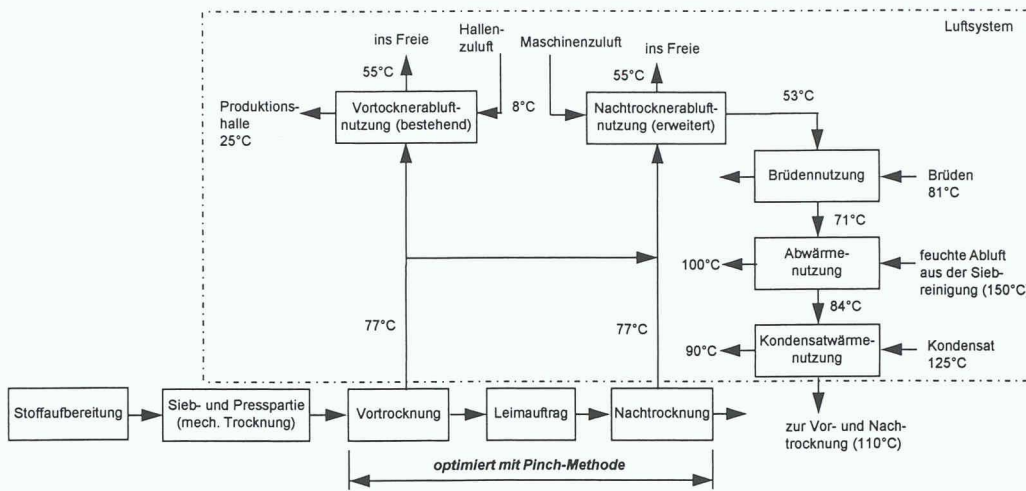 Luftsystem
ins Freie
Hallen-
zuluft
Maschinenzuluft
ins Freie
55°C
55°C
Produktions-
halle
25°C
Vortocknerabluft-
nutzung (bestehend)
8°C
Nachtrocknerabluft-
nutzung (erweitert)
53°C
Brüdennutzung
Brüden
81°C
71°C
100°C
Abwärme-
nutzung
feuchte Abluft
aus der Sieb-
reinigung (150°C
84°C
77°C
77°C
90°C
Kondensatwärme-
nutzung
Kondensat
125°C
Stoffaufbereitung
Sieb- und Presspartie
(mech. Trocknung)
Vortrocknung
Leimauftrag
Nachtrocknung
zur Vor- und Nach-
trocknung (110°C)
optimiert mit Pinch-Methode